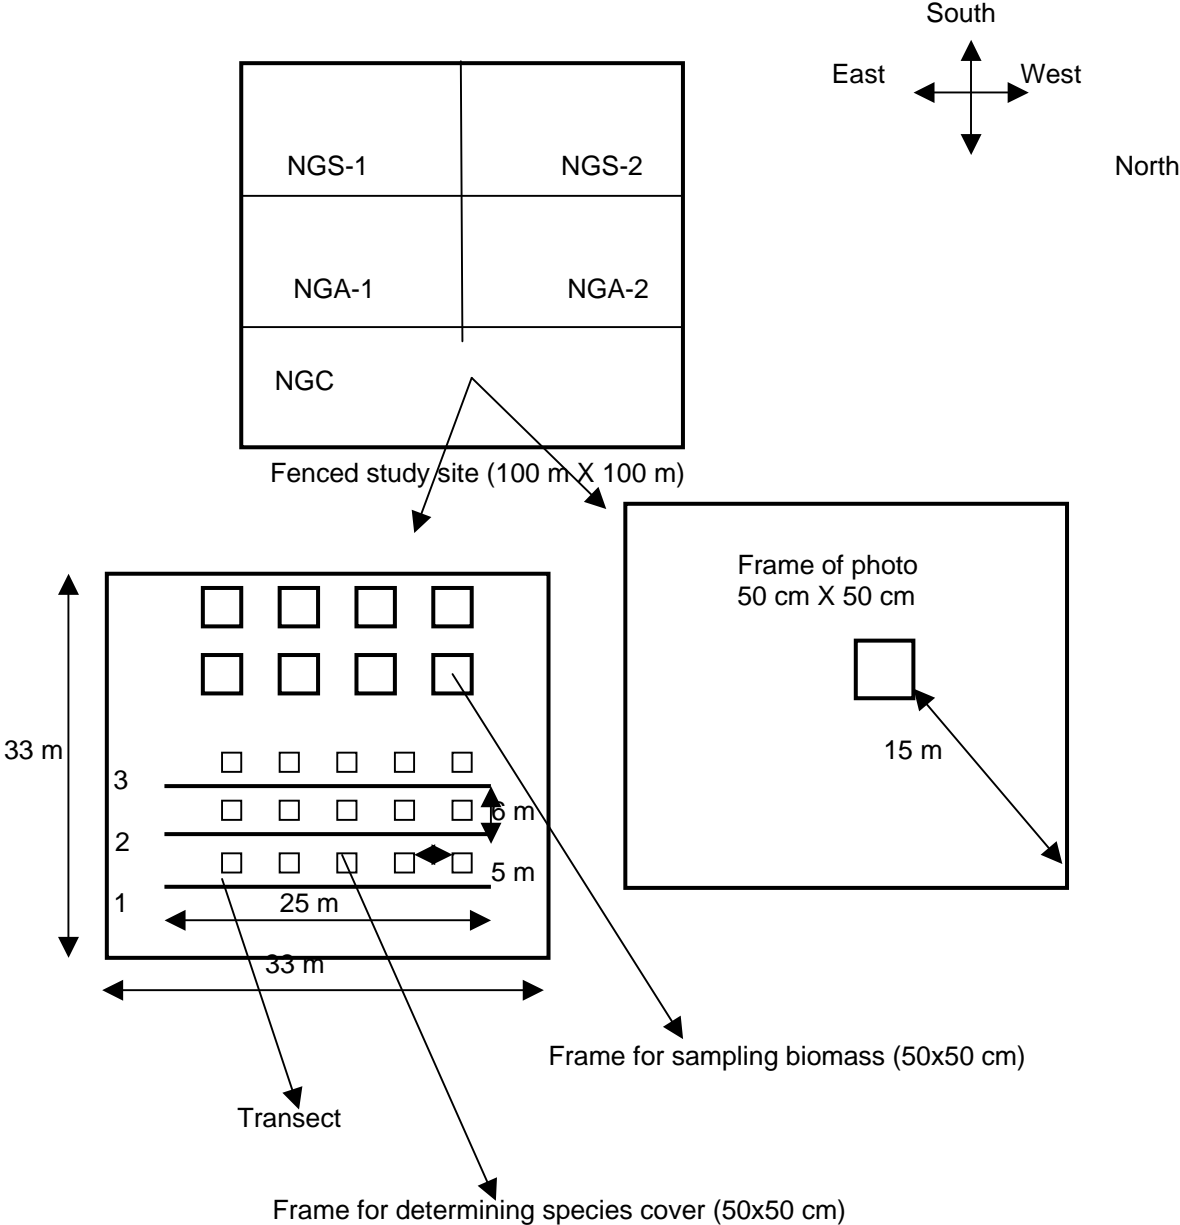 South
East
West
North
NGS-1
NGS-2
NGA-1
NGA-2
NGC
Fenced study site (100 m X 100 m)
Frame of photo
50 cm X 50 cm
15 m
33 m
3
6 m
2
5 m
1
25 m
33 m
Frame for sampling biomass (50x50 cm)
Transect
Frame for determining species cover (50x50 cm)